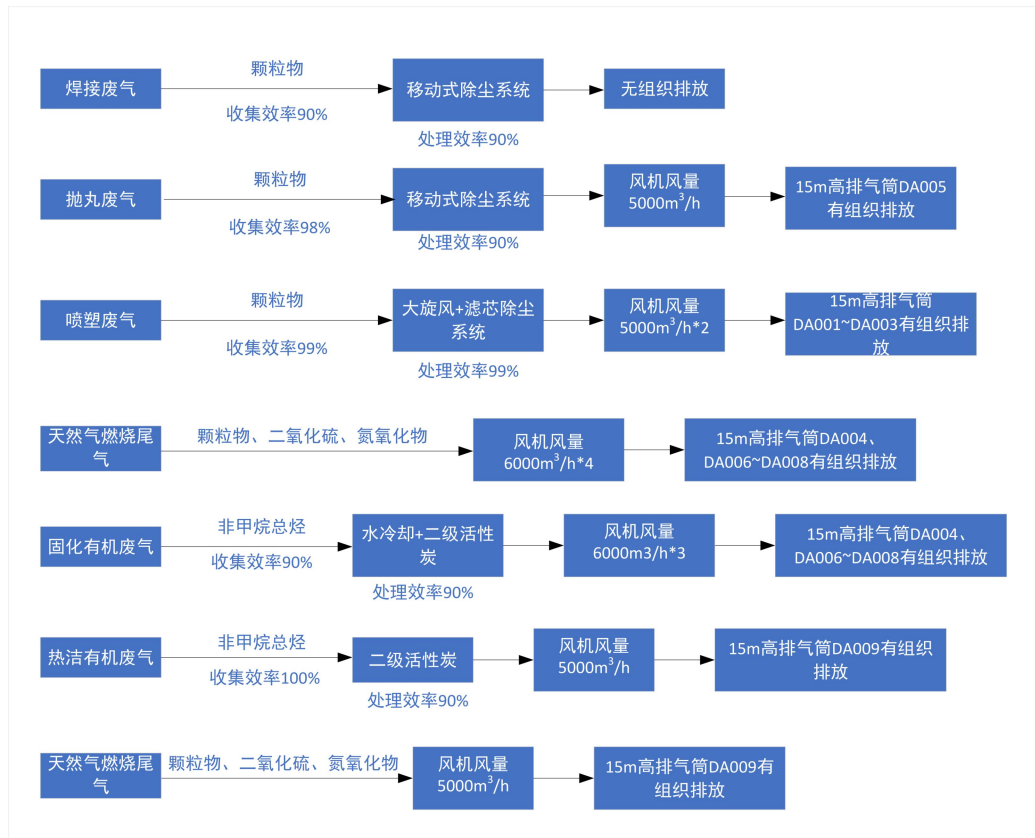 焊接废气
颗粒物
收集效率90%
移动式除尘系统
处理效率90%
无组织排放
抛丸废气
颗粒物
收集效率98%
移动式除尘系统
处理效率90%
风机风量
5000m³/h
15m高排气筒DA005
有组织排放
喷塑废气
颗粒物
收集效率99%
大旋风+滤芯除尘
系统
处理效率99%
风机风量
5000m³/h*2
15m高排气筒
DA001~DA003有组织排
放
天然气燃烧尾
气
颗粒物、二氧化硫、氮氧化物
风机风量
6000m³/h*4
15m高排气筒DA004、
DA006~DA008有组织排放
固化有机废气
非甲烷总烃
收集效率90%
水冷却+二级活性
炭
处理效率90%
风机风量
6000m3/h*3
15m高排气筒DA004、
DA006~DA008有组织排放
热洁有机废气
非甲烷总烃
收集效率100%
二级活性炭
处理效率90%
风机风量
5000m³/h
15m高排气筒DA009有组织
排放
天然气燃烧尾
气
颗粒物、二氧化硫、氮氧化物
风机风量
5000m³/h
15m高排气筒DA009有
组织排放